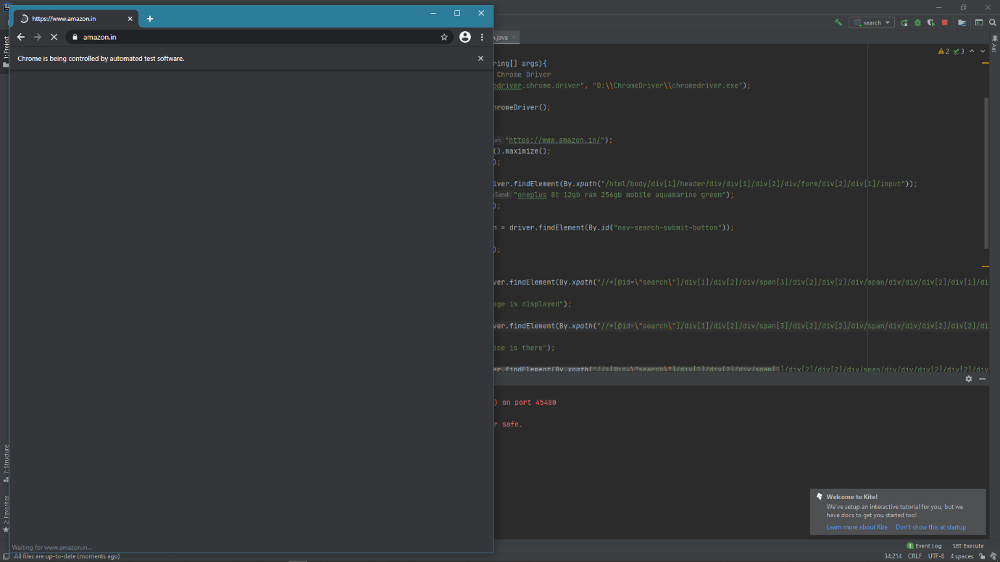 https://www.amazon.in
amazon.in
Chrome is being controlled by automated test software.
Waiting for www.amazon.in...
1: Project
7: Structure
2: Favorites
search
.java
Ant
2 3
ring[] args){
Chrome Driver
driver.chrome.driver", "D:\\ChromeDriver\\chromedriver.exe");
hromeDriver();
"https://www.amazon.in/");
().maximize();
);
iver.findElement(By.xpath("/html/body/div[1]/header/div/div[1]/div[2]/div/form/div[2]/div[1]/input"));
"oneplus 8t 12gb ram 256gb mobile aquamarine green");
);
n = driver.findElement(By.id("nav-search-submit-button"));
);
ver.findElement(By.xpath("//*[@id=\"search\"]/div[1]/div[2]/div/span[3]/div[2]/div[2]/div/span/div/div/div[2]/div[1]/di
age is displayed");
ver.findElement(By.xpath("//*[@id=\"search\"]/div[1]/div[2]/div/span[3]/div[2]/div[2]/div/span/div/div/div[2]/div[2]/di
ice is there");
er.findElement(By.xpath("//*[@id=\"search\"]/div[1]/div[2]/div/span[3]/div[2]/div[2]/div/span/div/div/div[2]/div[2]/div
) on port 45480
r safe.
Welcome to Kite!
We've setup an interactive tutorial for you, but we
have docs to get you started too!
Learn more about Kite Don't show this at startup
1 Event Log SBT Execute
All files are up-to-date (moments ago)
34:214 CRLF UTF-8 4 spaces